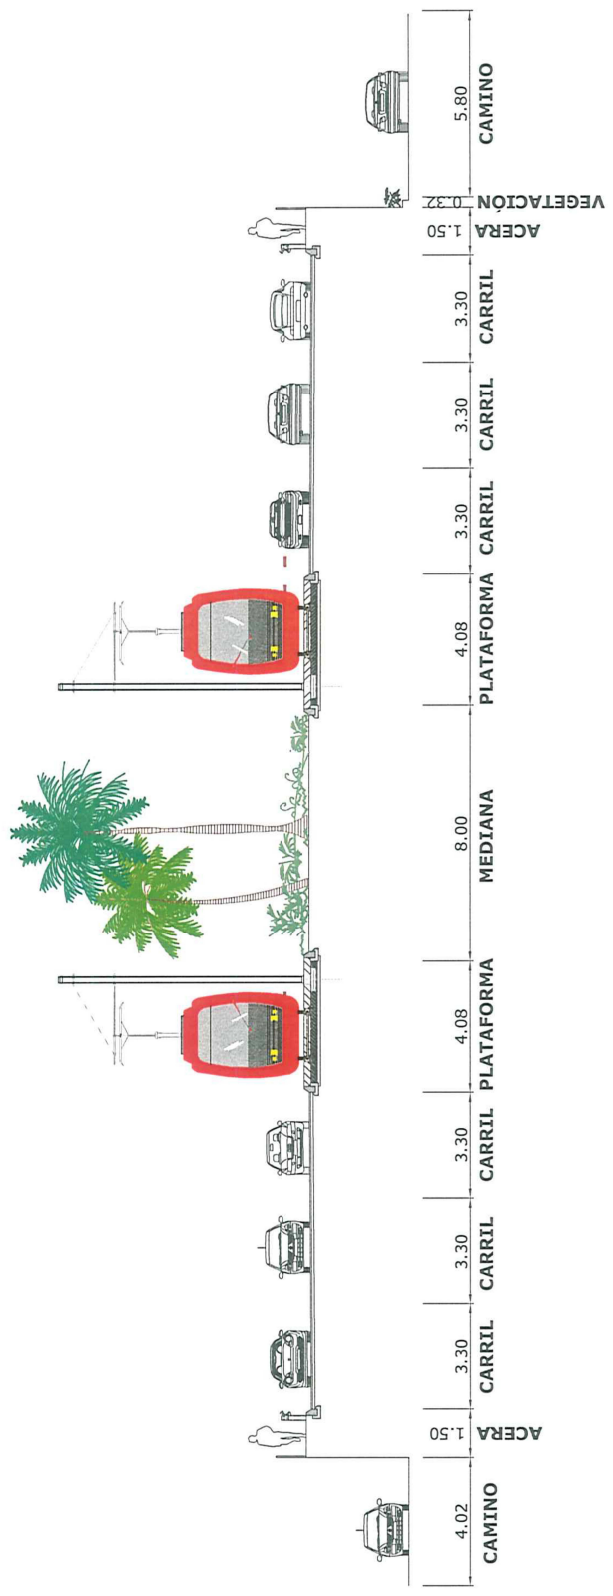 5.80
CAMINO
0.32
VEGETACIÓN
1.50
ACERA
3.30
CARRIL
3.30
CARRIL
3.30
CARRIL
4.08
PLATAFORMA
8.00
MEDIANA
4.08
PLATAFORMA
3.30
CARRIL
3.30
CARRIL
3.30
CARRIL
1.50
ACERA
4.02
CAMINO